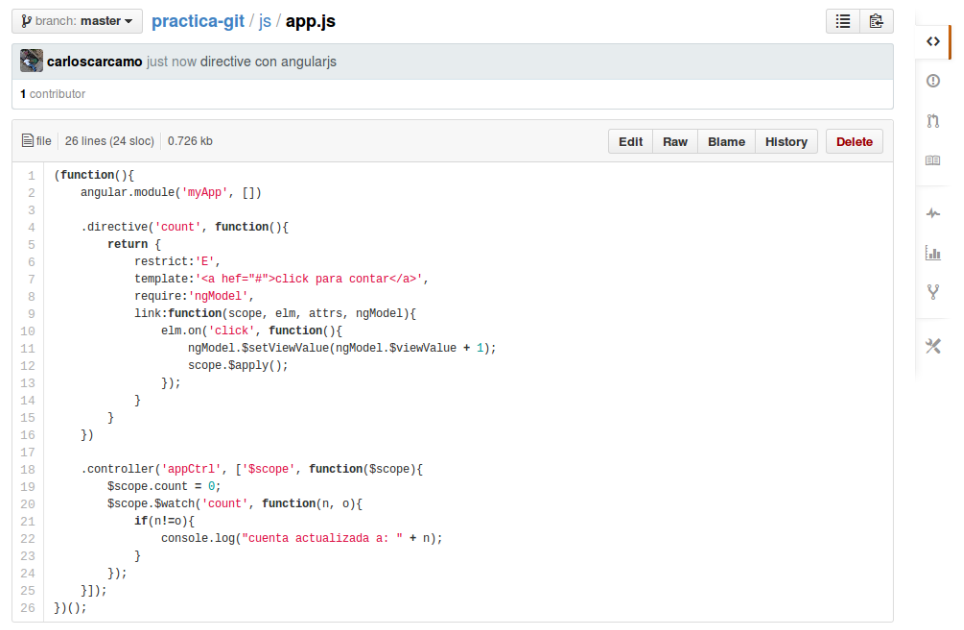 branch: master practica-git / js / app.js
carloscarcamo just now directive con angularjs
1 contributor
file 26 lines (24 sloc) 0.726 kb Edit Raw Blame History Delete
1 (function(){
2 angular.module('myApp', [])
3
4 .directive('count', function(){
5 return {
6 restrict:'E',
7 template:'<a hef="#">click para contar</a>',
8 require:'ngModel',
9 link:function(scope, elm, attrs, ngModel){
10 elm.on('click', function(){
11 ngModel.$setViewValue(ngModel.$viewValue + 1);
12 scope.$apply();
13 });
14 }
15 }
16 })
17
18 .controller('appCtrl', ['$scope', function($scope){
19 $scope.count = 0;
20 $scope.$watch('count', function(n, o){
21 if(n!=o){
22 console.log("cuenta actualizada a: " + n);
23 }
24 });
25 }]);
26 })();